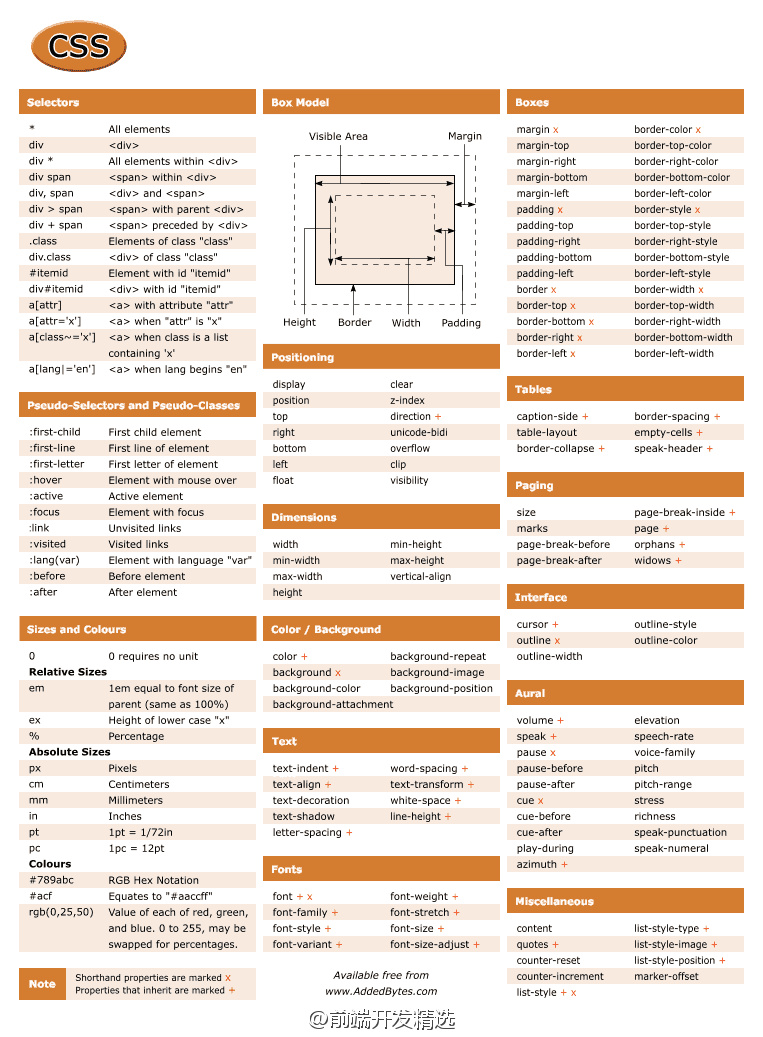 CSS
Selectors
* All elements
div <div>
div * All elements within <div>
div span <span> within <div>
div, span <div> and <span>
div > span <span> with parent <div>
div + span <span> preceded by <div>
.class Elements of class "class"
div.class <div> of class "class"
#itemid Element with id "itemid"
div#itemid <div> with id "itemid"
a[attr] <a> with attribute "attr"
a[attr='x'] <a> when "attr" is "x"
a[class~='x'] <a> when class is a list
containing 'x'
a[lang|='en'] <a> when lang begins "en"
Pseudo-Selectors and Pseudo-Classes
:first-child First child element
:first-line First line of element
:first-letter First letter of element
:hover Element with mouse over
:active Active element
:focus Element with focus
:link Unvisited links
:visited Visited links
:lang(var) Element with language "var"
:before Before element
:after After element
Sizes and Colours
0 0 requires no unit
Relative Sizes
em 1em equal to font size of
parent (same as 100%)
ex Height of lower case "x"
% Percentage
Absolute Sizes
px Pixels
cm Centimeters
mm Millimeters
in Inches
pt 1pt = 1/72in
pc 1pc = 12pt
Colours
#789abc RGB Hex Notation
#acf Equates to "#aaccff"
rgb(0,25,50) Value of each of red, green,
and blue. 0 to 255, may be
swapped for percentages.
Note
Shorthand properties are marked x
Properties that inherit are marked +
Box Model
Visible Area Margin
Height Border Width Padding
Positioning
display clear
position z-index
top direction +
right unicode-bidi
bottom overflow
left clip
float visibility
Dimensions
width min-height
min-width max-height
max-width vertical-align
height
Color / Background
color + background-repeat
background x background-image
background-color background-position
background-attachment
Text
text-indent + word-spacing +
text-align + text-transform +
text-decoration white-space +
text-shadow line-height +
letter-spacing +
Fonts
font + x font-weight +
font-family + font-stretch +
font-style + font-size +
font-variant + font-size-adjust +
Available free from
www.AddedBytes.com
Boxes
margin x border-color x
margin-top border-top-color
margin-right border-right-color
margin-bottom border-bottom-color
margin-left border-left-color
padding x border-style x
padding-top border-top-style
padding-right border-right-style
padding-bottom border-bottom-style
padding-left border-left-style
border x border-width x
border-top x border-top-width
border-bottom x border-right-width
border-right x border-bottom-width
border-left x border-left-width
Tables
caption-side + border-spacing +
table-layout empty-cells +
border-collapse + speak-header +
Paging
size page-break-inside +
marks page +
page-break-before orphans +
page-break-after widows +
Interface
cursor + outline-style
outline x outline-color
outline-width
Aural
volume + elevation
speak + speech-rate
pause x voice-family
pause-before pitch
pause-after pitch-range
cue x stress
cue-before richness
cue-after speak-punctuation
play-during speak-numeral
azimuth +
Miscellaneous
content list-style-type +
quotes + list-style-image +
counter-reset list-style-position +
counter-increment marker-offset
list-style + x
@前端开发精选